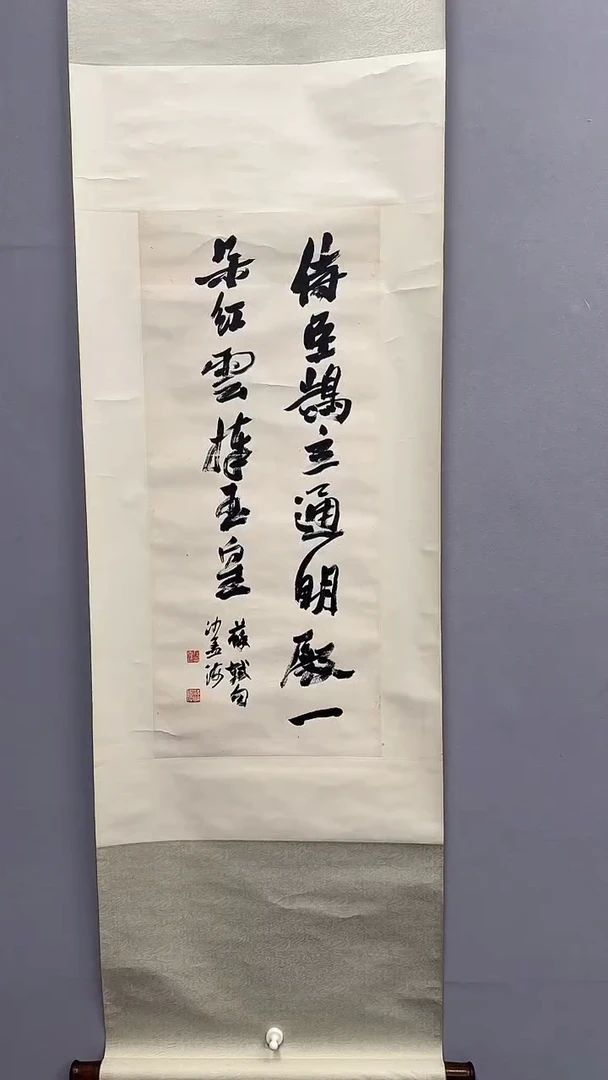 侍臣鵠立通明殿一
朵红雲捧玉皇
蘇軾句
沙孟海